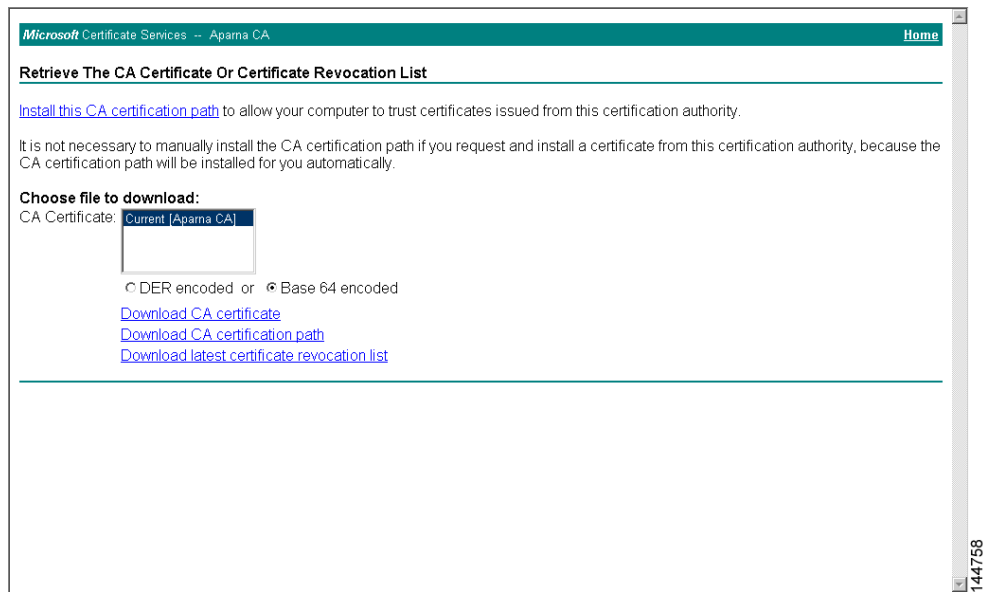 Microsoft Certificate Services -- Aparna CA Home
Retrieve The CA Certificate Or Certificate Revocation List
Install this CA certification path to allow your computer to trust certificates issued from this certification authority.
It is not necessary to manually install the CA certification path if you request and install a certificate from this certification authority, because the
CA certification path will be installed for you automatically.
Choose file to download:
CA Certificate: Current [Aparna CA]
DER encoded or Base 64 encoded
Download CA certificate
Download CA certification path
Download latest certificate revocation list
144758